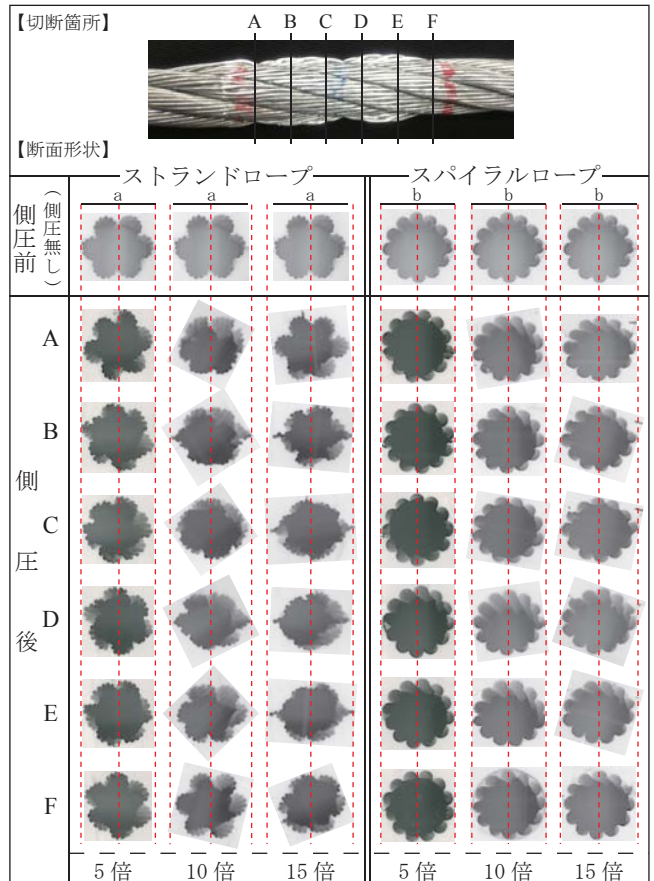 【切断箇所】 A B C D E F
【断面形状】
ストランドロープ スパイラルロープ
側圧前(側圧無し) a a a b b b
A
B
側
C
圧
D
後
E
F
5倍 10倍 15倍 5倍 10倍 15倍